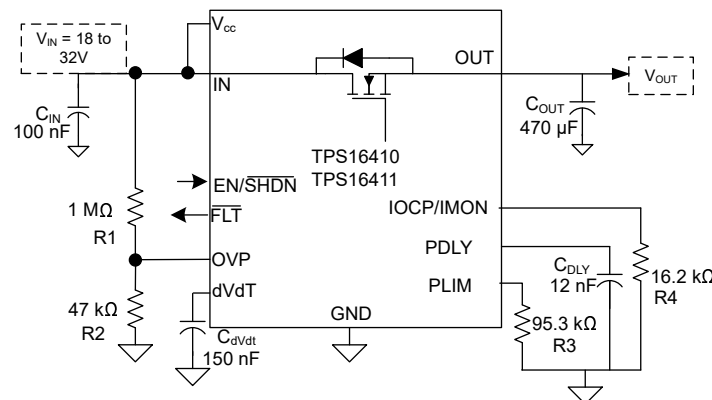 V_IN = 18 to
32V
V_cc
IN
OUT
V_OUT
C_IN
100 nF
C_OUT
470 µF
TPS16410
TPS16411
EN/S̅H̅D̅N̅
F̅L̅T̅
1 MΩ
R1
IOCP/IMON
OVP
PDLY
C_DLY
12 nF
16.2 kΩ
R4
47 kΩ
R2
dVdT
PLIM
C_dVdt
150 nF
GND
95.3 kΩ
R3